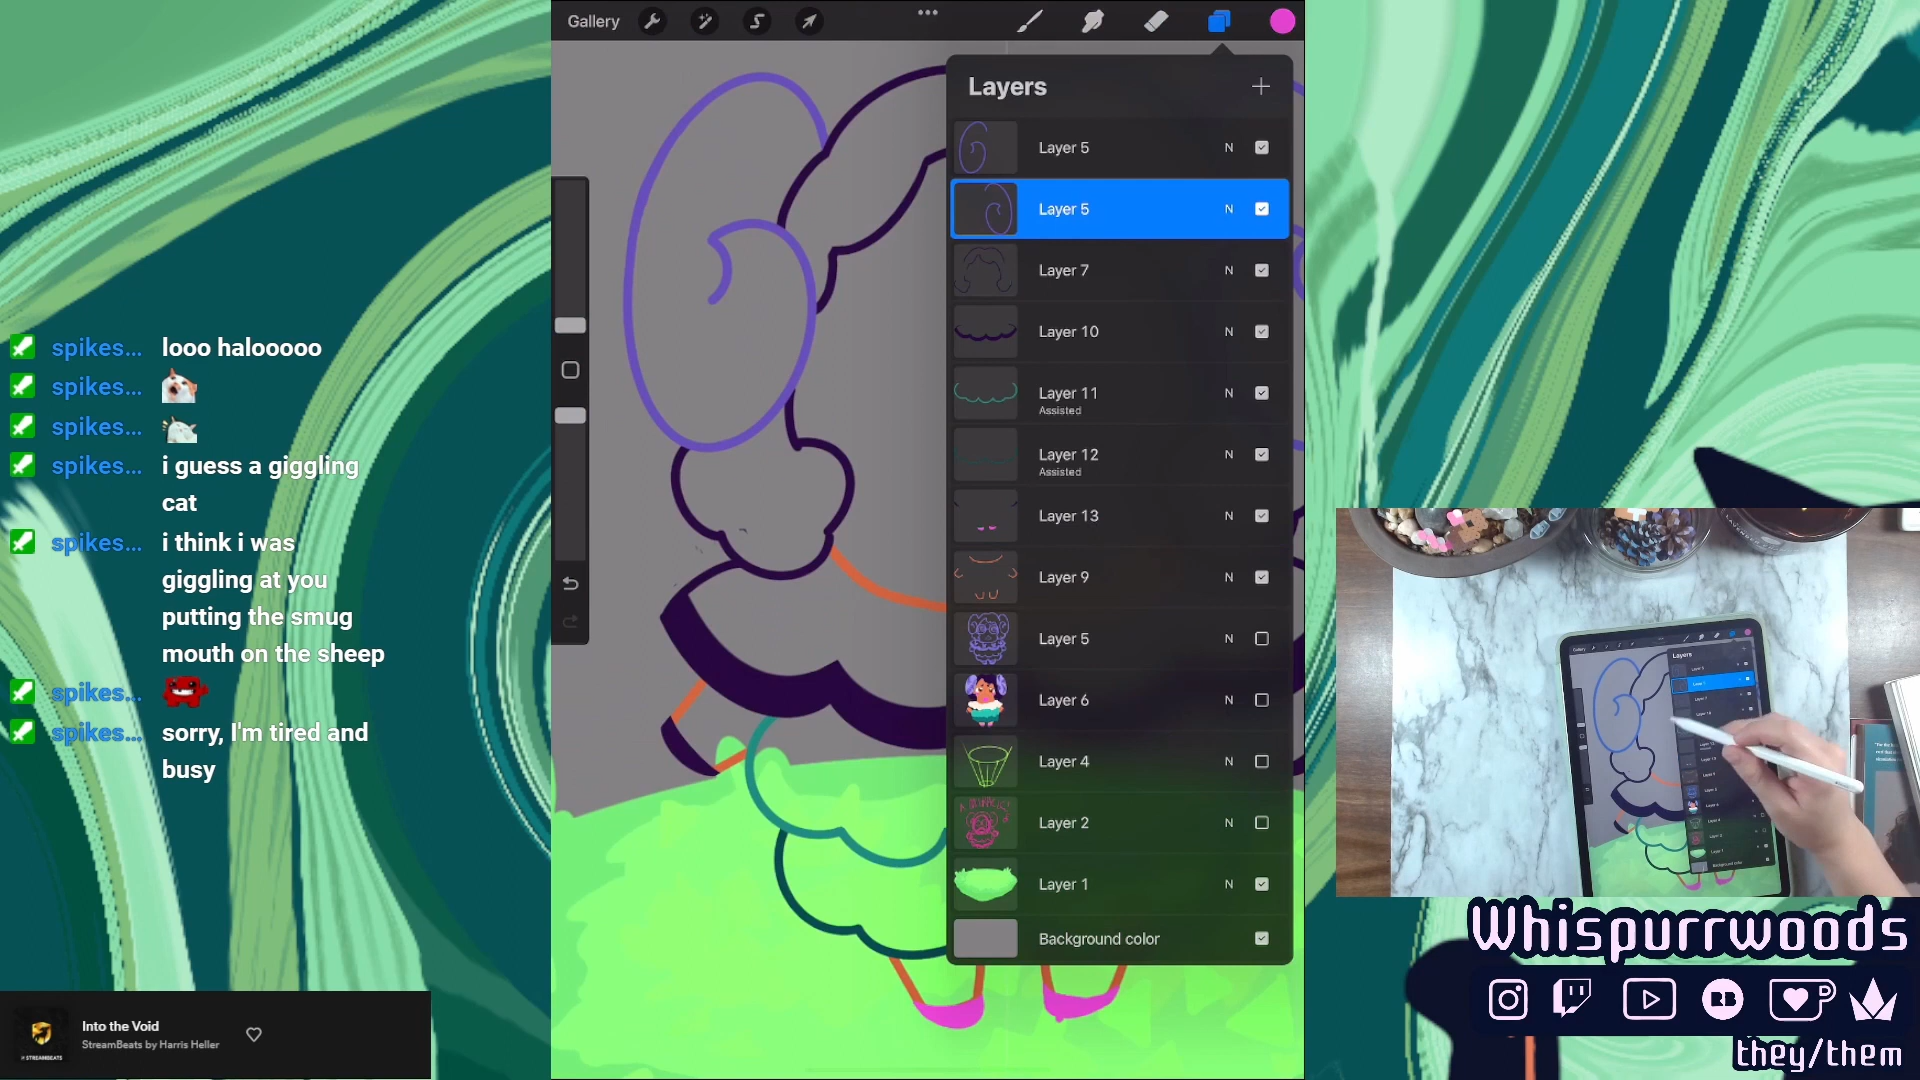 Gallery
Layers
Layer 5 N
Layer 5 N
Layer 7 N
Layer 10 N
Layer 11 N
Assisted
Layer 12 N
Assisted
Layer 13 N
Layer 9 N
Layer 5 N
Layer 6 N
Layer 4 N
Layer 2 N
Layer 1 N
Background color
spikes... looo halooooo
spikes...
spikes...
spikes... i guess a giggling
cat
spikes... i think i was
giggling at you
putting the smug
mouth on the sheep
spikes...
spikes... sorry, I'm tired and
busy
STREAMBEATS
Into the Void
StreamBeats by Harris Heller
Whispurrwoods
RB
they/them